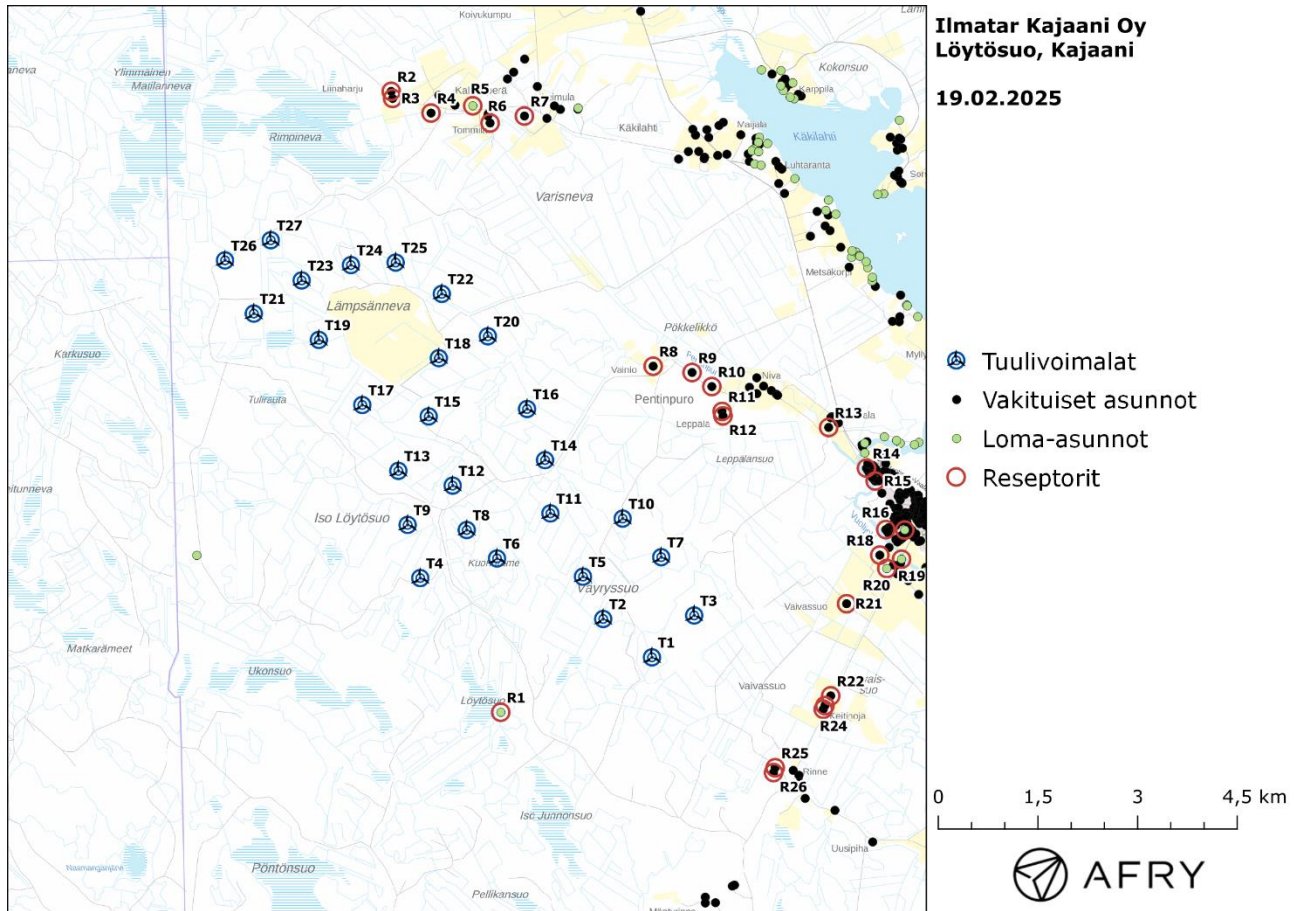 Ilmatar Kajaani Oy
Löytösuo, Kajaani
19.02.2025
Koivukumpu
Kokonsuo
Ylimmäinen
Matilanneva
Liinaharju
R2
R3
R4
R5
R6
R7
Karppila
Rimpineva
Käkilahti
Maijala
Käkilahti
Luhtaranta
Varisneva
T27
T26
T24
T25
T23
T22
Metsäkorpi
T21
Lämpsänneva
T19
T20
Pökkelikkö
Karkusuo
T18
R8
R9
R10
Vainio
Niva
T17
T16
Pentinpuro
T15
R11
Leppälä
R12
R13
Leppälänsuo
T14
T13
R14
T12
R15
T11
T10
R16
Iso Löytösuo
T9
T8
T7
T6
R18
T5
R19
R20
T4
Väyryssuo
T2
T3
R21
Vaivassuo
T1
Matkarämeet
Ukonsuo
Vaivassuo
R22
Löytösuo
R1
Keitinoja
R24
R25
Rinne
R26
Uusipiha
Pöntönsuo
Pellikansuo
Tuulivoimalat
Vakituiset asunnot
Loma-asunnot
Reseptorit
0 1,5 3 4,5 km
AFRY